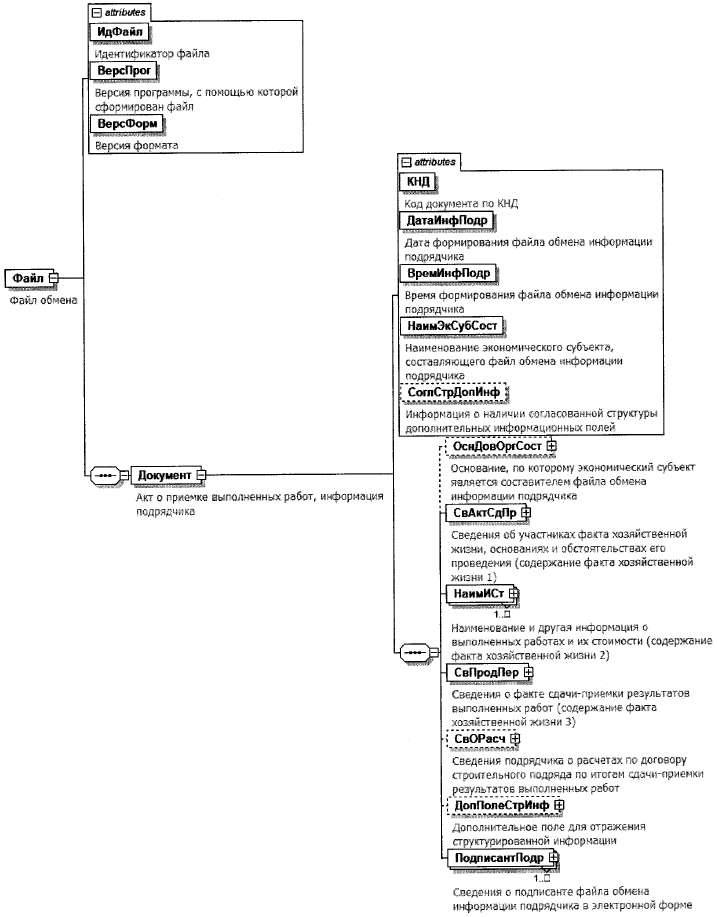 attributes
ИдФайл
Идентификатор файла
ВерсПрог
Версия программы, с помощью которой
сформирован файл
ВерсФорм
Версия формата
Файл
Файл обмена
Документ
Акт о приемке выполненных работ, информация
подрядчика
attributes
КНД
Код документа по КНД
ДатаИнфПодр
Дата формирования файла обмена информации
подрядчика
ВремИнфПодр
Время формирования файла обмена информации
подрядчика
НаимЭкСубСост
Наименование экономического субъекта,
составляющего файл обмена информации
подрядчика
СоглСтрДопИнф
Информация о наличии согласованной структуры
дополнительных информационных полей
ОснДовОргСост
Основание, по которому экономический субъект
является составителем файла обмена
информации подрядчика
СвАктСдПр
Сведения об участниках факта хозяйственной
жизни, основаниях и обстоятельствах его
проведения (содержание факта хозяйственной
жизни 1)
НаимИСт
1..□
Наименование и другая информация о
выполненных работах и их стоимости (содержание
факта хозяйственной жизни 2)
СвПродПер
Сведения о факте сдачи-приемки результатов
выполненных работ (содержание факта
хозяйственной жизни 3)
СвОРасч
Сведения подрядчика о расчетах по договору
строительного подряда по итогам сдачи-приемки
результатов выполненных работ
ДопПолеСтрИнф
Дополнительное поле для отражения
структурированной информации
ПодписантПодр
1..□
Сведения о подписанте файла обмена
информации подрядчика в электронной форме